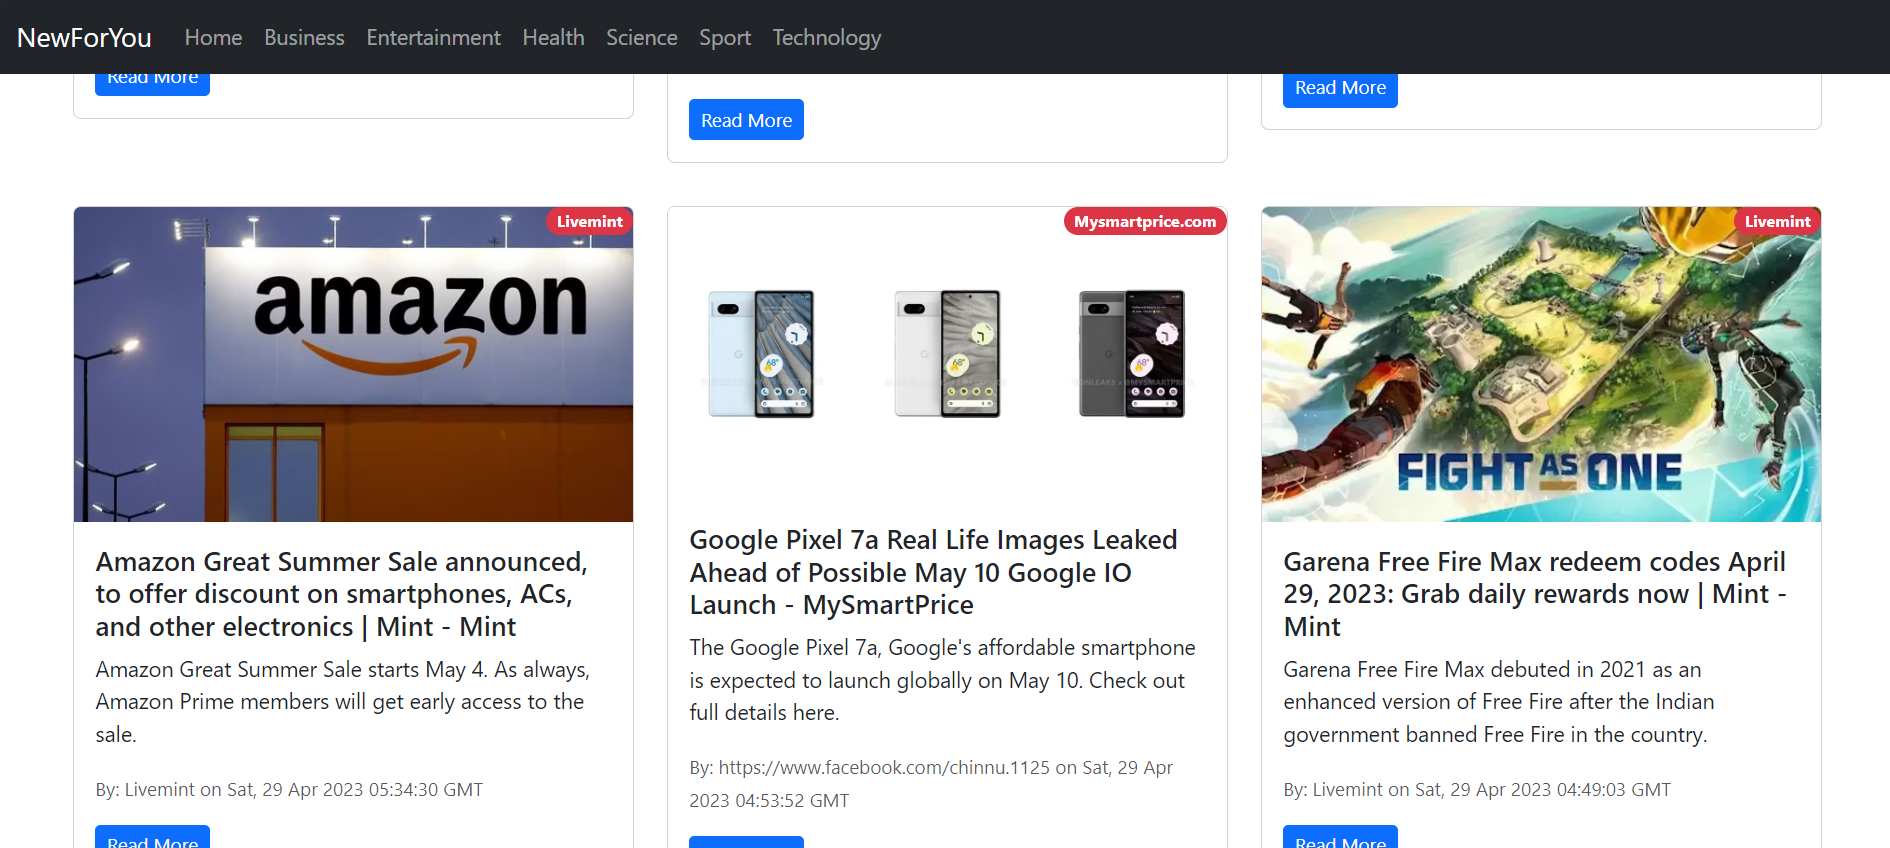 NewForYou Home Business Entertainment Health Science Sport Technology
Read More
Read More
Read More
Livemint
amazon
Amazon Great Summer Sale announced,
to offer discount on smartphones, ACs,
and other electronics | Mint - Mint
Amazon Great Summer Sale starts May 4. As always,
Amazon Prime members will get early access to the
sale.
By: Livemint on Sat, 29 Apr 2023 05:34:30 GMT
Read More
Mysmartprice.com
Google Pixel 7a Real Life Images Leaked
Ahead of Possible May 10 Google IO
Launch - MySmartPrice
The Google Pixel 7a, Google's affordable smartphone
is expected to launch globally on May 10. Check out
full details here.
By: https://www.facebook.com/chinnu.1125 on Sat, 29 Apr
2023 04:53:52 GMT
Livemint
FIGHT AS ONE
Garena Free Fire Max redeem codes April
29, 2023: Grab daily rewards now | Mint -
Mint
Garena Free Fire Max debuted in 2021 as an
enhanced version of Free Fire after the Indian
government banned Free Fire in the country.
By: Livemint on Sat, 29 Apr 2023 04:49:03 GMT
Read More